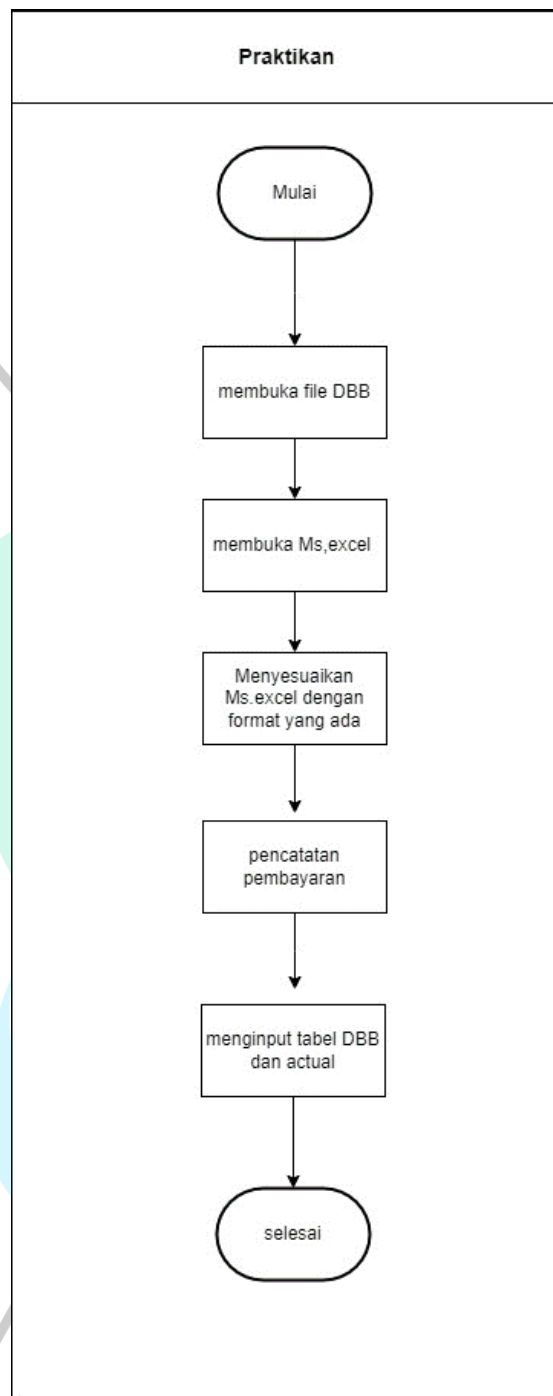 Praktikan
Mulai
membuka file DBB
membuka Ms,excel
Menyesuaikan
Ms.excel dengan
format yang ada
pencatatan
pembayaran
menginput tabel DBB
dan actual
selesai